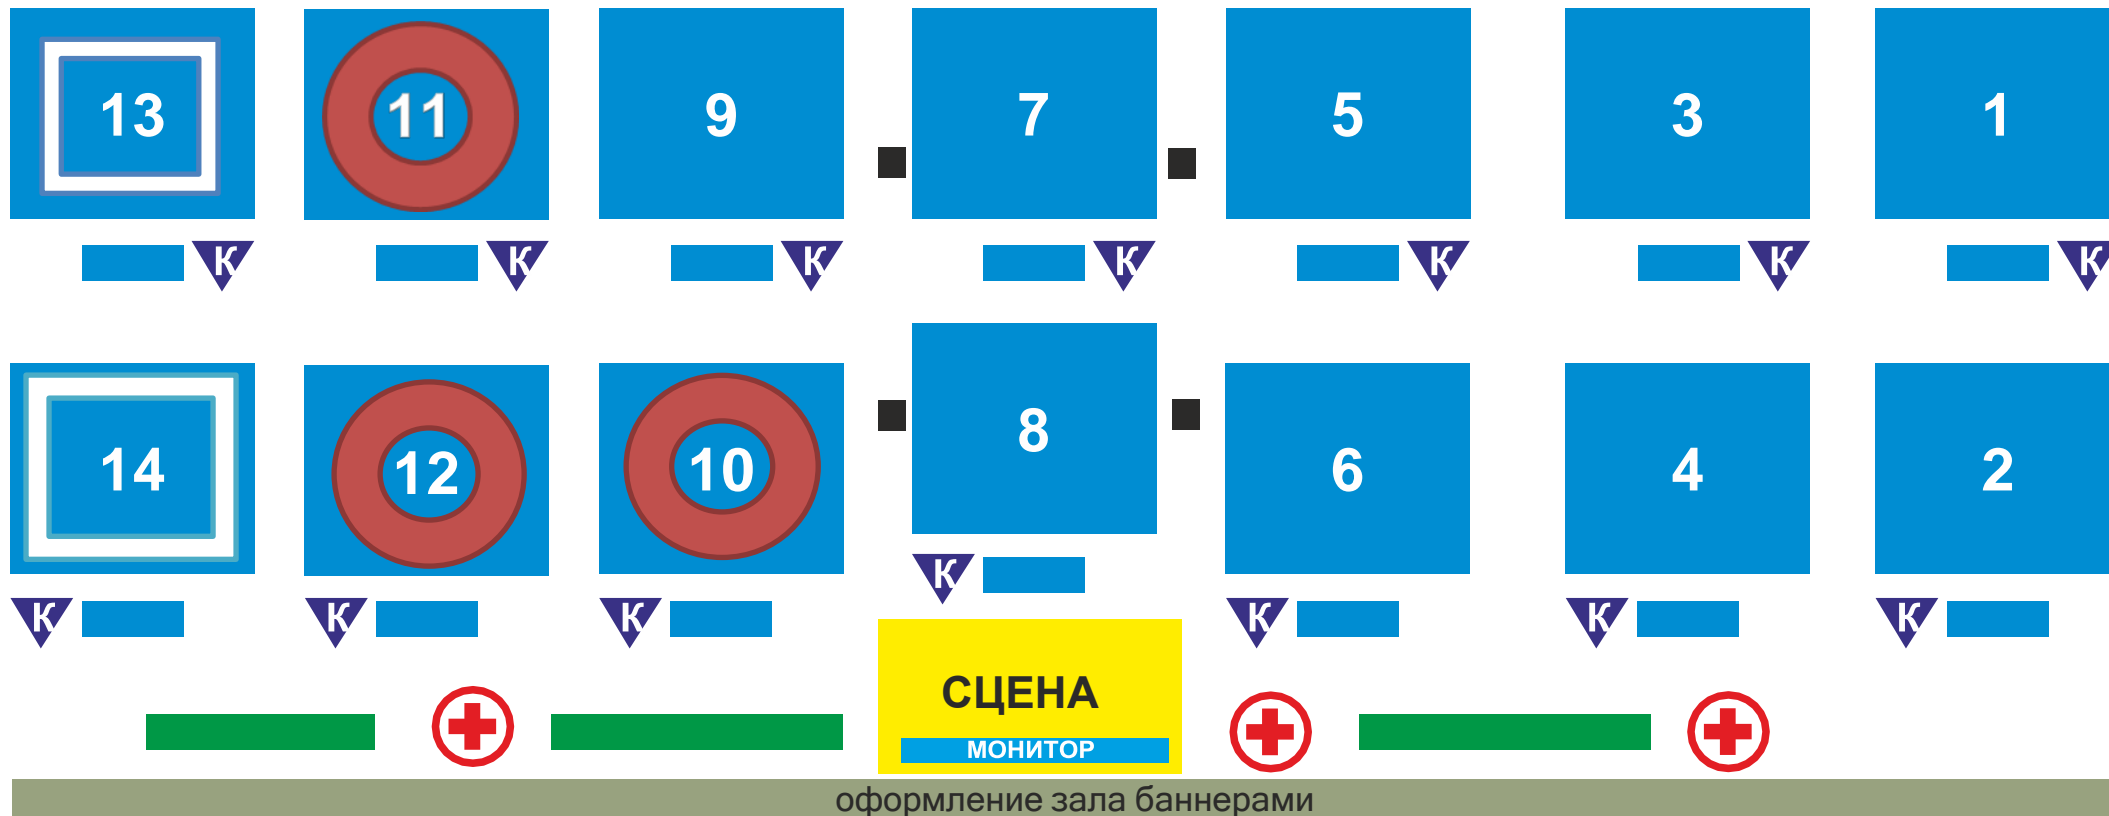 13 11 9 7 5 3 1
К К К К К К К
14 12 10 8 6 4 2
К К К К К К К
СЦЕНА
МОНИТОР
оформление зала баннерами